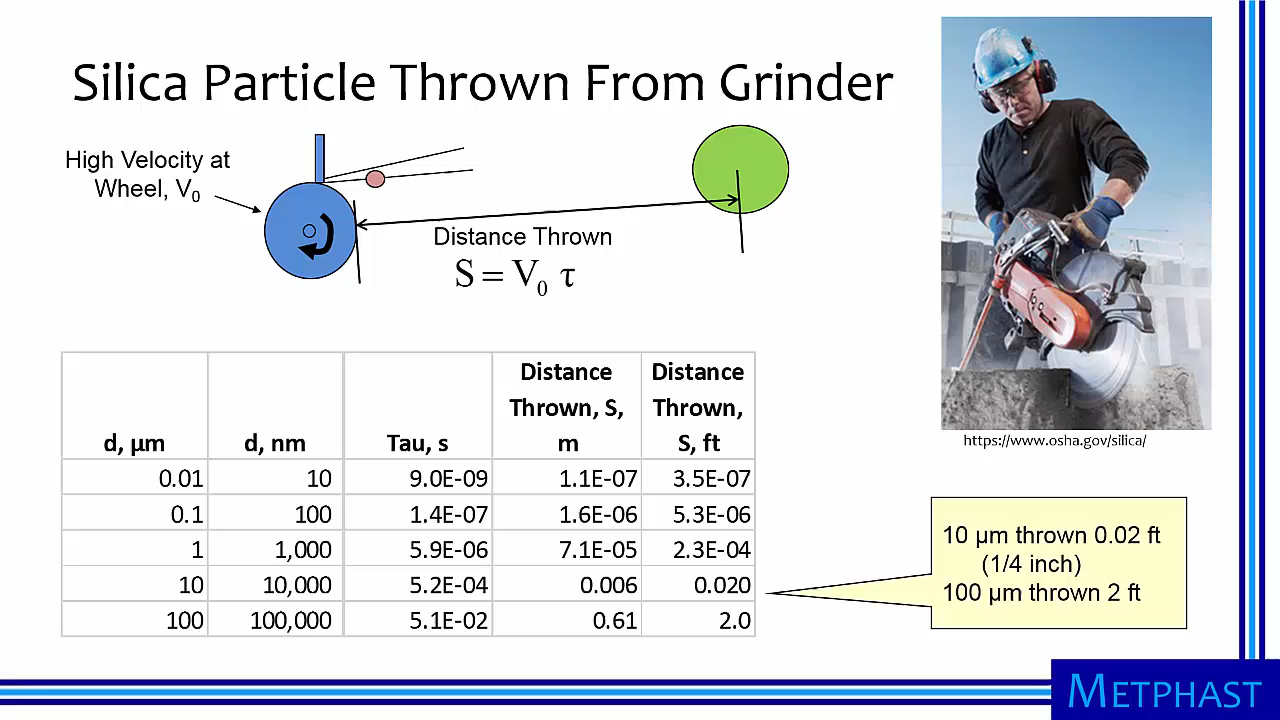 Silica Particle Thrown From Grinder
High Velocity at
Wheel, V₀
Distance Thrown
S = V₀ τ
https://www.osha.gov/silica/
d, µm d, nm Tau, s Distance Thrown, S, m Distance Thrown, S, ft
0.01 10 9.0E-09 1.1E-07 3.5E-07
0.1 100 1.4E-07 1.6E-06 5.3E-06
1 1,000 5.9E-06 7.1E-05 2.3E-04
10 10,000 5.2E-04 0.006 0.020
100 100,000 5.1E-02 0.61 2.0
10 µm thrown 0.02 ft
(1/4 inch)
100 µm thrown 2 ft
METPHAST